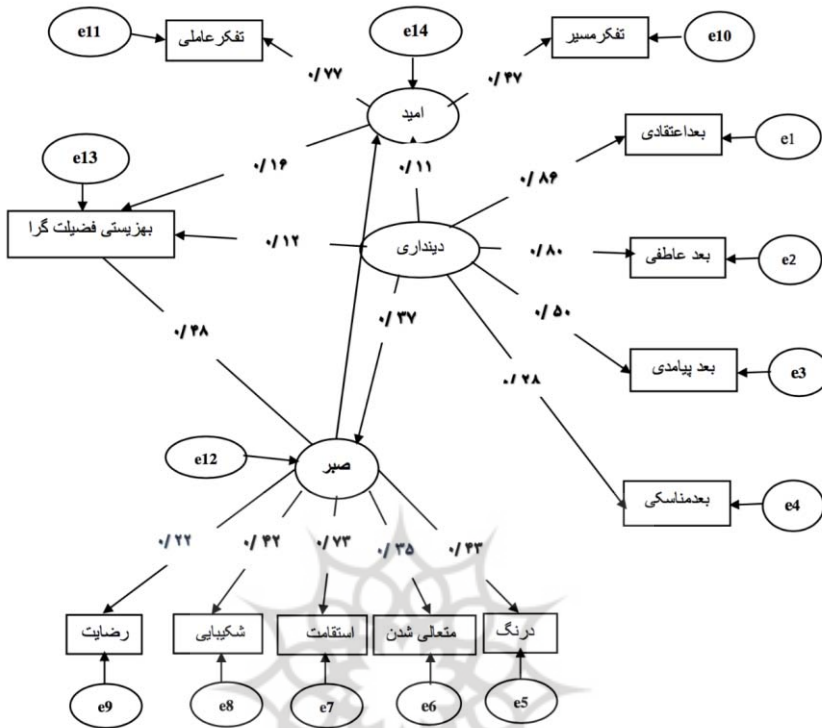 e11
تفکرعاملی
e14
تفکرمسیر
e10
۰/۷۷
۰/۴۷
امید
بعداعتقادی
e1
e13
۰/۱۶
۰/۱۱
۰/۸۶
بهزیستی فضیلت گرا
۰/۱۲
دینداری
۰/۸۰
بعد عاطفی
e2
۰/۴۸
۰/۳۷
۰/۵۰
بعد پیامدی
e3
۰/۲۸
e12
صبر
بعدمناسکی
e4
۰/۲۲
۰/۴۲
۰/۷۳
۰/۳۵
۰/۴۳
رضایت
شکیبایی
استقامت
متعالی شدن
درنگ
e9
e8
e7
e6
e5